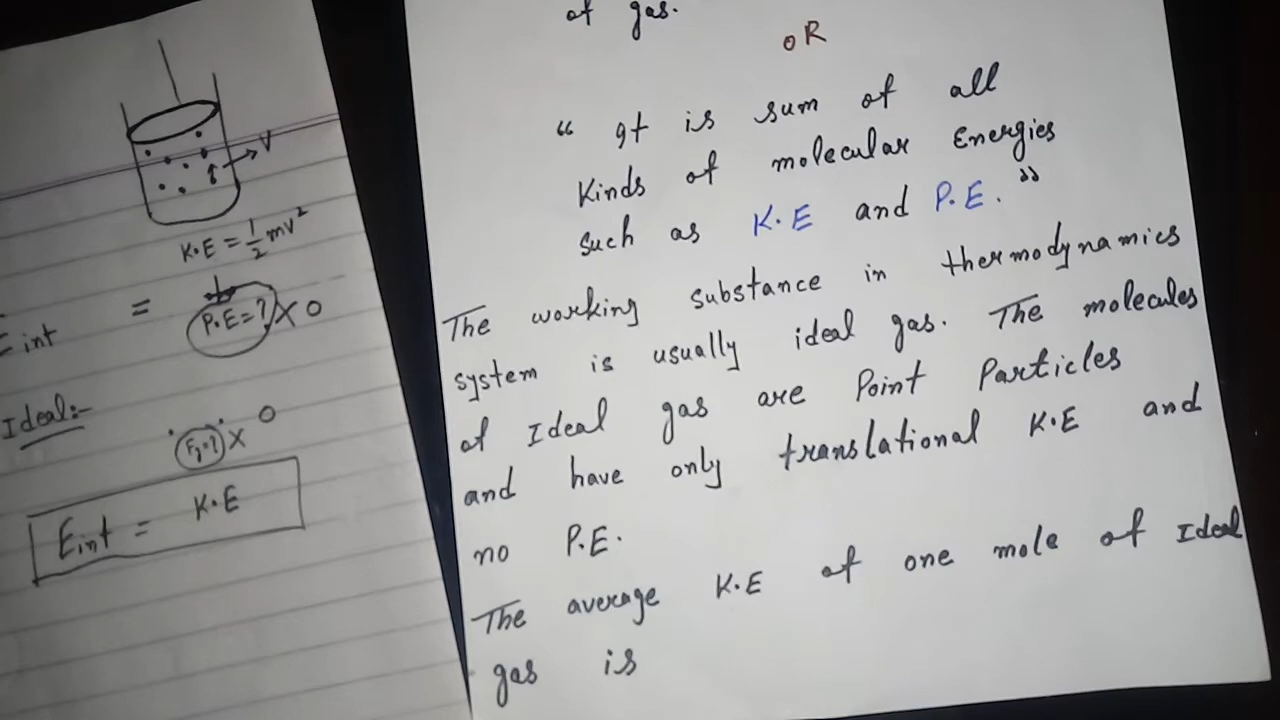 V
K.E = 1/2 mv²
E int = P.E = ? X 0
Ideal:-
F = ? X 0
Eint = K.E
of gas.
OR
“ It is sum of all
Kinds of molecular Energies
such as K.E and P.E. ”
The working substance in thermodynamics
system is usually ideal gas. The molecules
of Ideal gas are Point Particles
and have only translational K.E and
no P.E.
The average K.E of one mole of Ideal
gas is